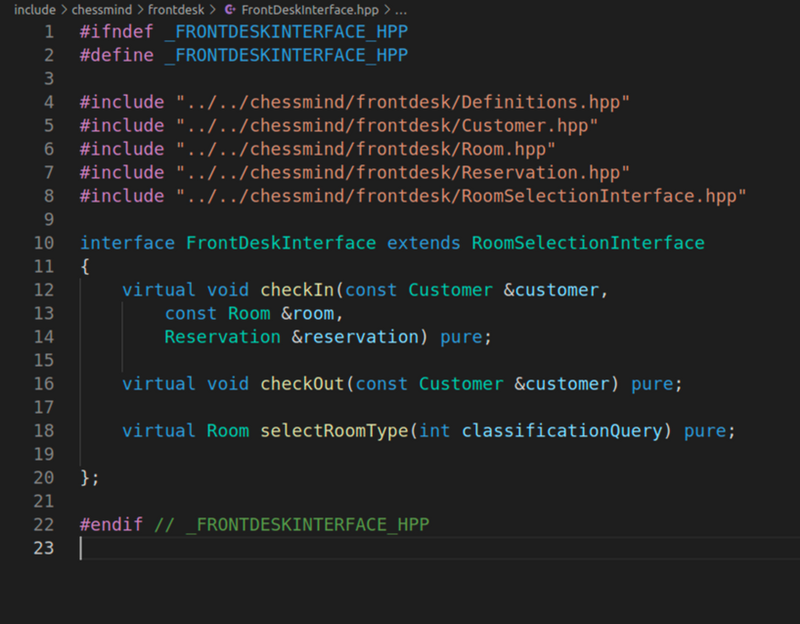 include > chessmind > frontdesk > FrontDeskInterface.hpp > ...
1 #ifndef _FRONTDESKINTERFACE_HPP
2 #define _FRONTDESKINTERFACE_HPP
3
4 #include "../../chessmind/frontdesk/Definitions.hpp"
5 #include "../../chessmind/frontdesk/Customer.hpp"
6 #include "../../chessmind/frontdesk/Room.hpp"
7 #include "../../chessmind/frontdesk/Reservation.hpp"
8 #include "../../chessmind/frontdesk/RoomSelectionInterface.hpp"
9
10 interface FrontDeskInterface extends RoomSelectionInterface
11 {
12     virtual void checkIn(const Customer &customer,
13         const Room &room,
14         Reservation &reservation) pure;
15
16     virtual void checkOut(const Customer &customer) pure;
17
18     virtual Room selectRoomType(int classificationQuery) pure;
19
20 };
21
22 #endif // _FRONTDESKINTERFACE_HPP
23